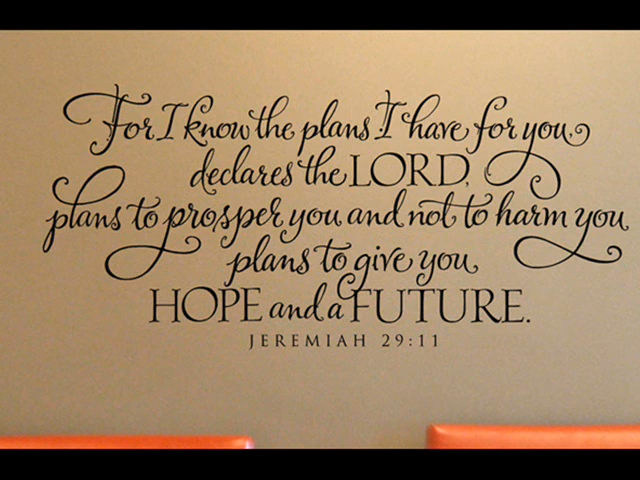 For I know the plans I have for you,
declares the LORD,
plans to prosper you and not to harm you,
plans to give you
HOPE and a FUTURE.
JEREMIAH 29:11